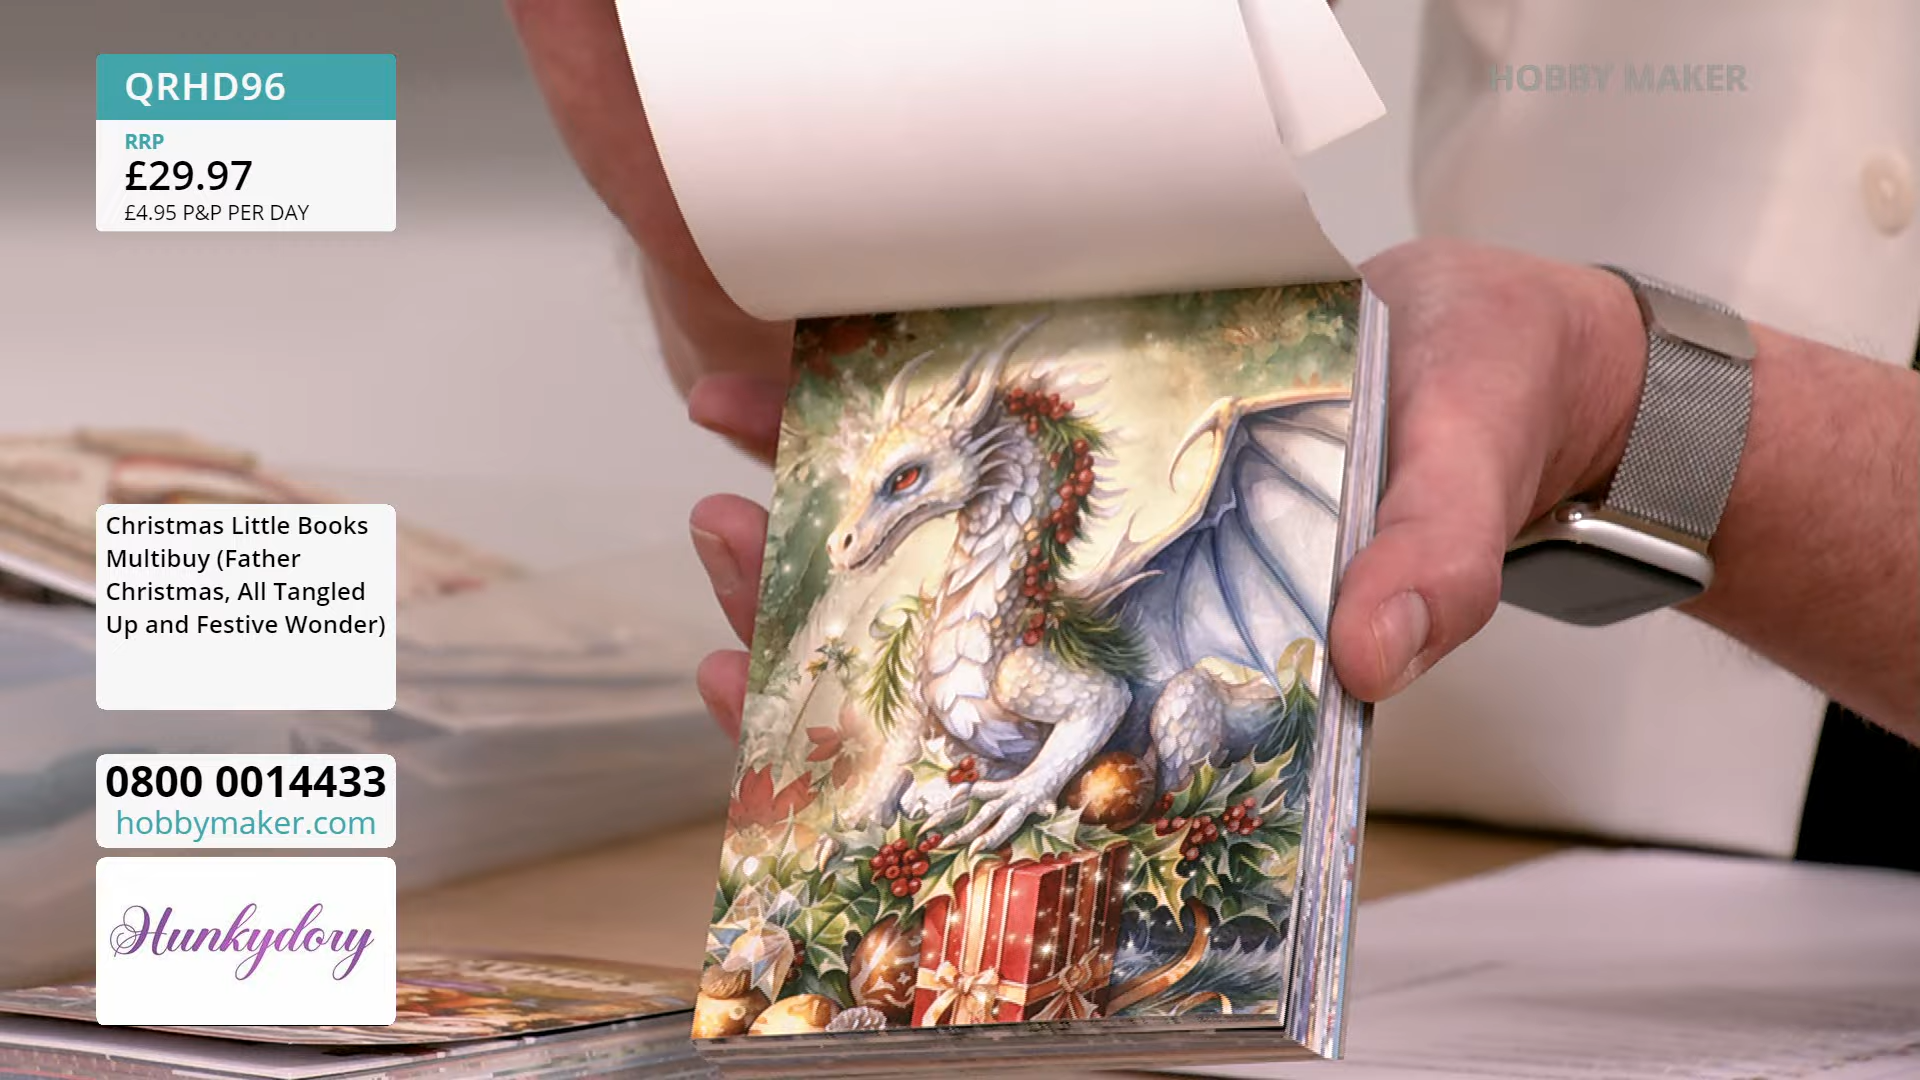 QRHD96
RRP
£29.97
£4.95 P&P PER DAY
HOBBY MAKER
Christmas Little Books
Multibuy (Father
Christmas, All Tangled
Up and Festive Wonder)
0800 0014433
hobbymaker.com
Hunkydory